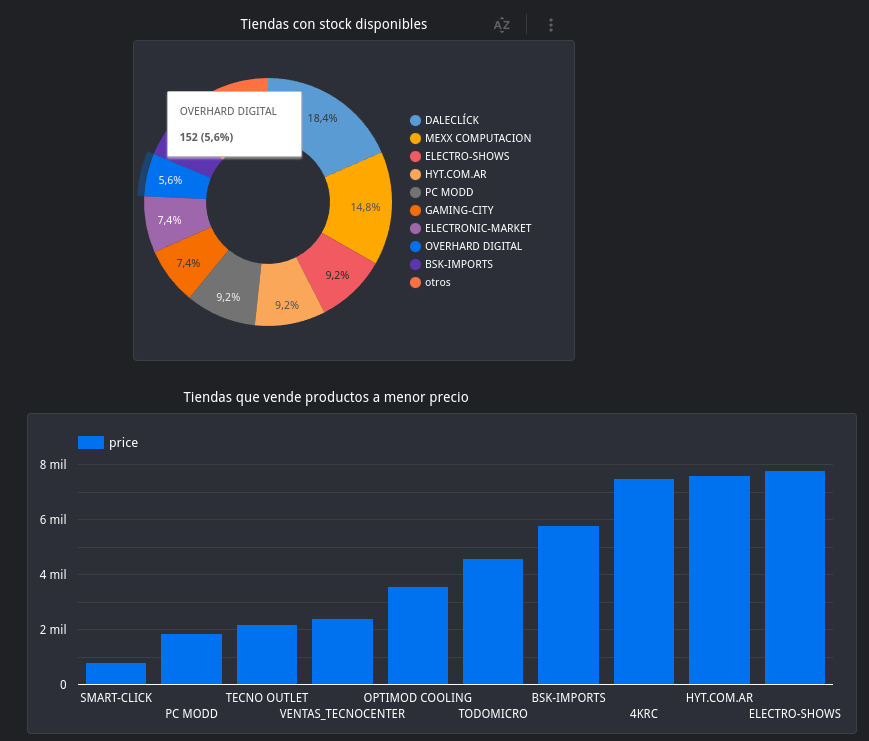 Tiendas con stock disponibles
AZ
OVERHARD DIGITAL
152 (5,6%)
18,4%
14,8%
9,2%
9,2%
9,2%
7,4%
7,4%
5,6%
DALECLÍCK
MEXX COMPUTACION
ELECTRO-SHOWS
HYT.COM.AR
PC MODD
GAMING-CITY
ELECTRONIC-MARKET
OVERHARD DIGITAL
BSK-IMPORTS
otros
Tiendas que vende productos a menor precio
price
8 mil
6 mil
4 mil
2 mil
0
SMART-CLICK
PC MODD
TECNO OUTLET
VENTAS_TECNOCENTER
OPTIMOD COOLING
TODOMICRO
BSK-IMPORTS
4KRC
HYT.COM.AR
ELECTRO-SHOWS